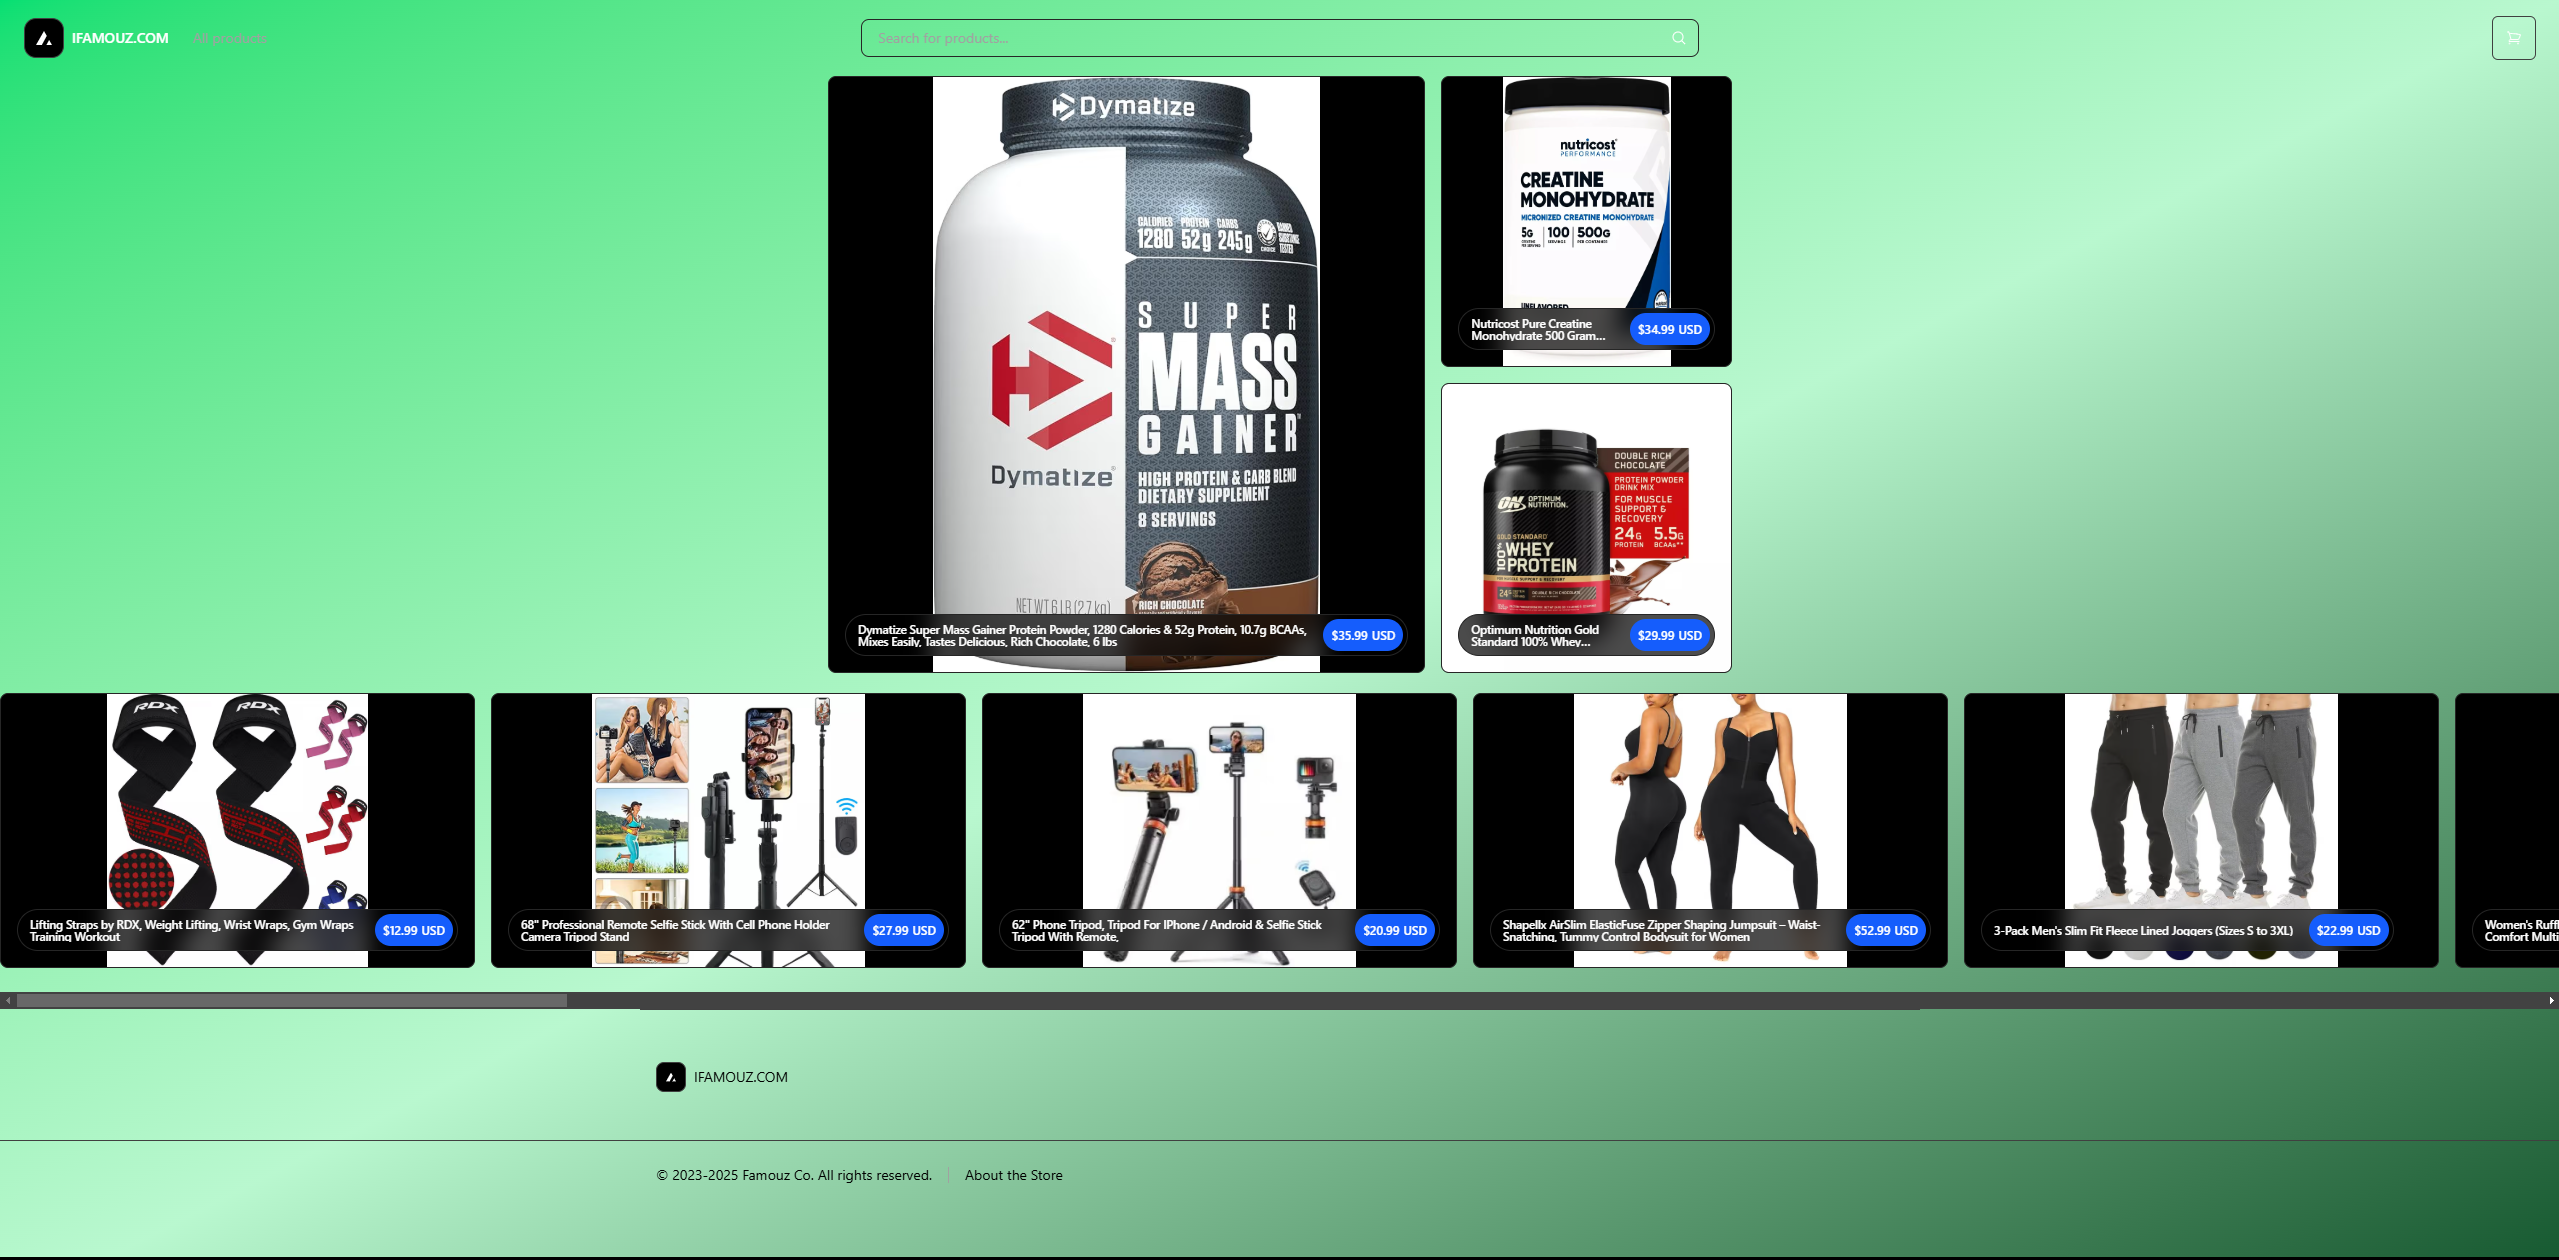 IFAMOUZ.COM
All products
Search for products...
Dymatize
CALORIES PROTEIN CARBS
1280 52g 245g
SUPER
MASS
GAINER
Dymatize
HIGH PROTEIN & CARB BLEND
DIETARY SUPPLEMENT
8 SERVINGS
NET WT 6 LB (2.7 kg)
RICH CHOCOLATE
Dymatize Super Mass Gainer Protein Powder, 1280 Calories & 52g Protein, 10.7g BCAAs,
Mixes Easily, Tastes Delicious, Rich Chocolate, 6 lbs
$35.99 USD
nutricost
PERFORMANCE
CREATINE
MONOHYDRATE
MICRONIZED CREATINE MONOHYDRATE
5G 100 500G
UNFLAVORED
Nutricost Pure Creatine
Monohydrate 500 Gram...
$34.99 USD
DOUBLE RICH
CHOCOLATE
PROTEIN POWDER
DRINK MIX
FOR MUSCLE
SUPPORT &
RECOVERY
24G 5.5G
PROTEIN BCAAs**
ON OPTIMUM
NUTRITION.
GOLD STANDARD
100% WHEY
PROTEIN
Optimum Nutrition Gold
Standard 100% Whey...
$29.99 USD
RDX RDX
Lifting Straps by RDX, Weight Lifting, Wrist Wraps, Gym Wraps
Training Workout
$12.99 USD
68" Professional Remote Selfie Stick With Cell Phone Holder
Camera Tripod Stand
$27.99 USD
62" Phone Tripod, Tripod For IPhone / Android & Selfie Stick
Tripod With Remote,
$20.99 USD
Shapellx AirSlim ElasticFuse Zipper Shaping Jumpsuit – Waist-
Snatching, Tummy Control Bodysuit for Women
$52.99 USD
3-Pack Men's Slim Fit Fleece Lined Joggers (Sizes S to 3XL)
$22.99 USD
Women's Ruffl
Comfort Multi
IFAMOUZ.COM
© 2023-2025 Famouz Co. All rights reserved.
About the Store